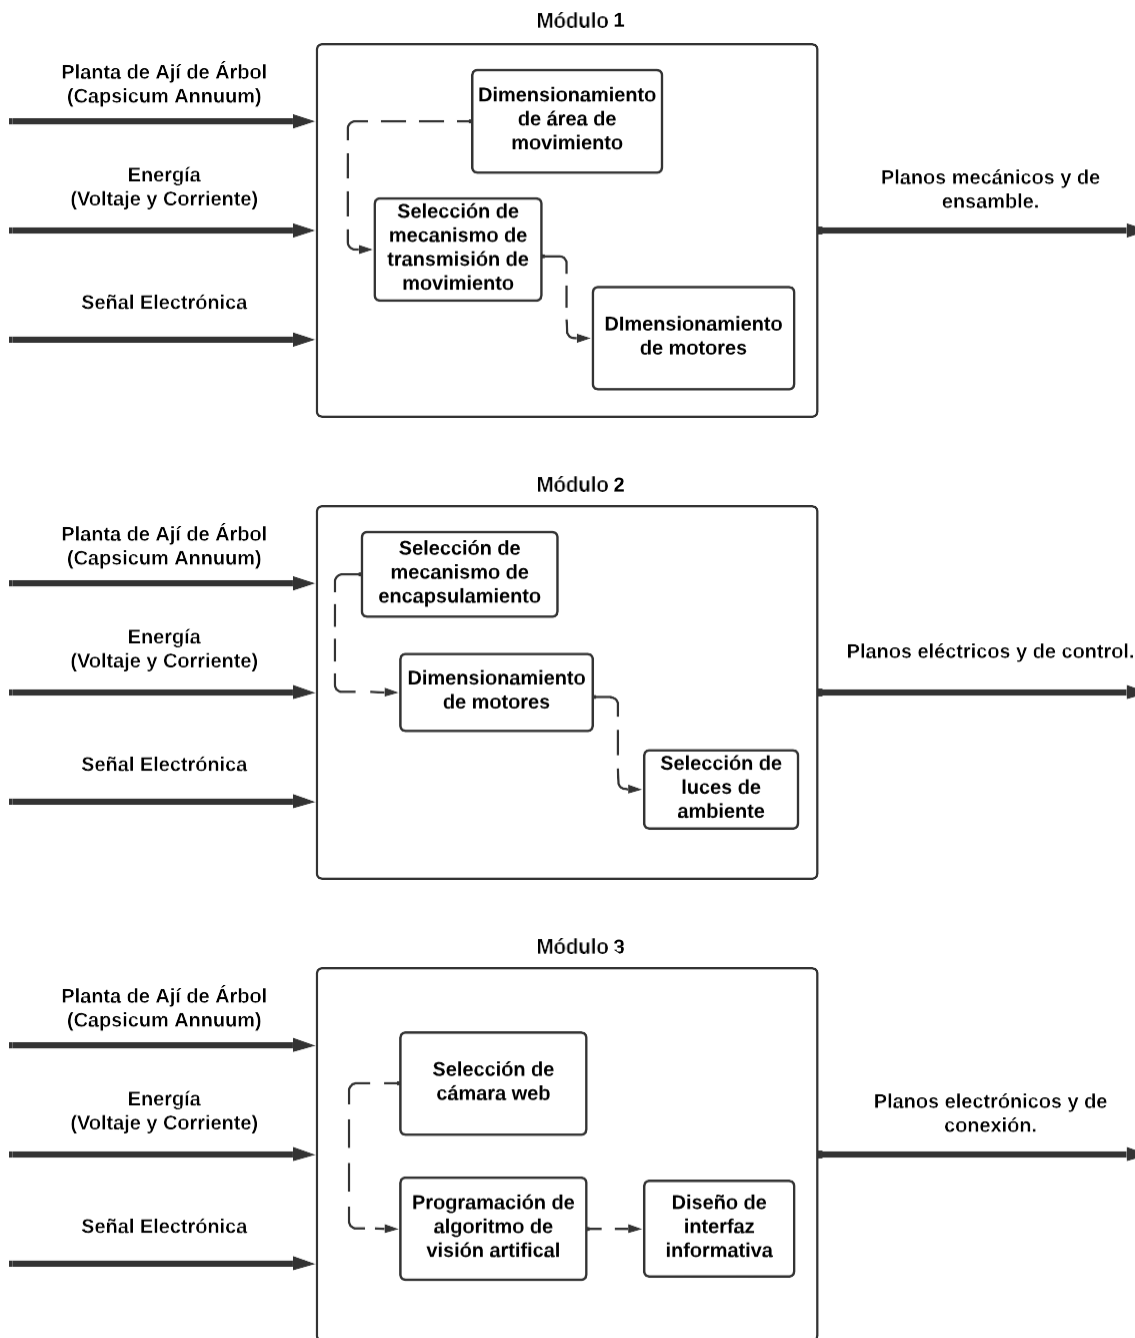 Módulo 1
Planta de Ají de Árbol
(Capsicum Annuum)
Energía
(Voltaje y Corriente)
Señal Electrónica
Dimensionamiento
de área de
movimiento
Selección de
mecanismo de
transmisión de
movimiento
DImensionamiento
de motores
Planos mecánicos y de
ensamble.
Módulo 2
Planta de Ají de Árbol
(Capsicum Annuum)
Energía
(Voltaje y Corriente)
Señal Electrónica
Selección de
mecanismo de
encapsulamiento
Dimensionamiento
de motores
Selección de
luces de
ambiente
Planos eléctricos y de control.
Módulo 3
Planta de Ají de Árbol
(Capsicum Annuum)
Energía
(Voltaje y Corriente)
Señal Electrónica
Selección de
cámara web
Programación de
algoritmo de
visión artifical
Diseño de
interfaz
informativa
Planos electrónicos y de
conexión.